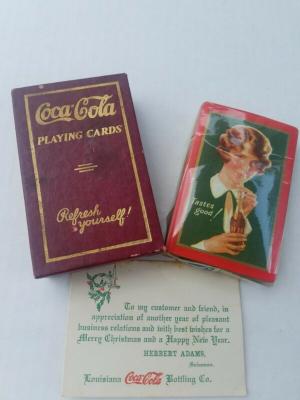 Coca-Cola
PLAYING CARDS
Refresh
yourself!
Tastes
good!
To my customer and friend, in
appreciation of another year of pleasant
business relations and with best wishes for a
Merry Christmas and a Happy New Year.
HERBERT ADAMS,
Salesman.
Louisiana Coca-Cola Bottling Co.